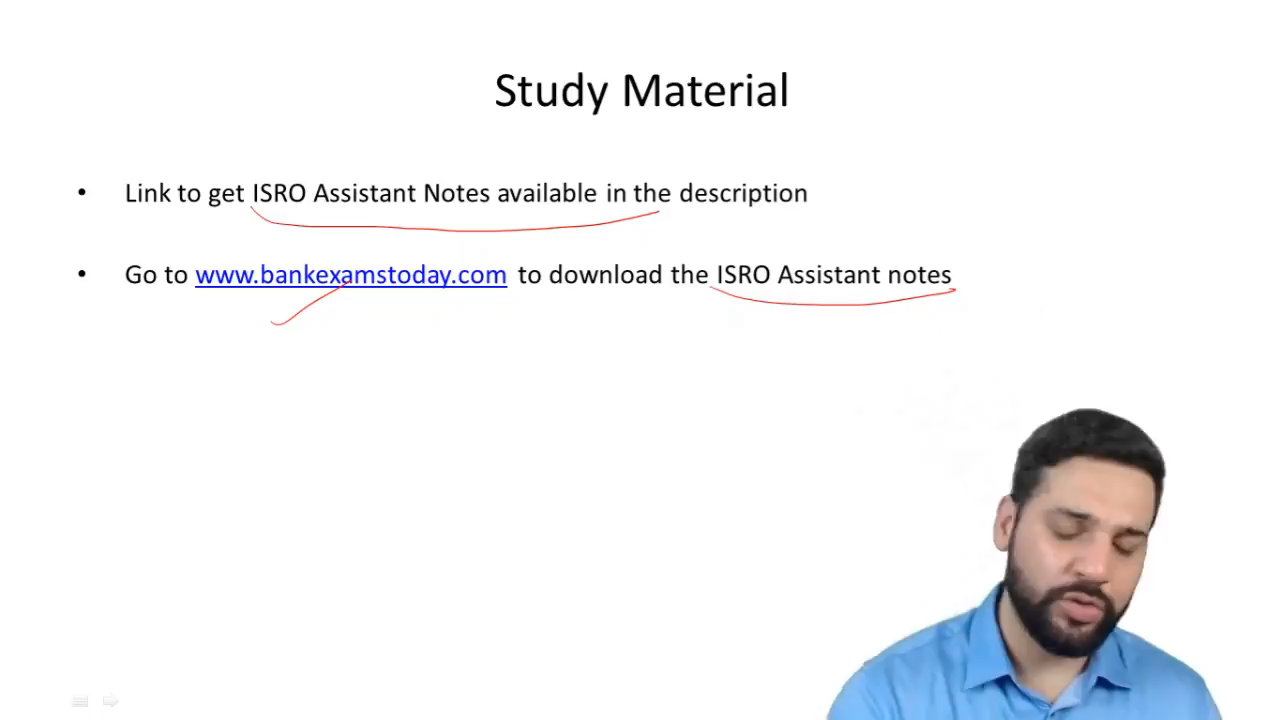 Study Material
• Link to get ISRO Assistant Notes available in the description
• Go to www.bankexamstoday.com to download the ISRO Assistant notes